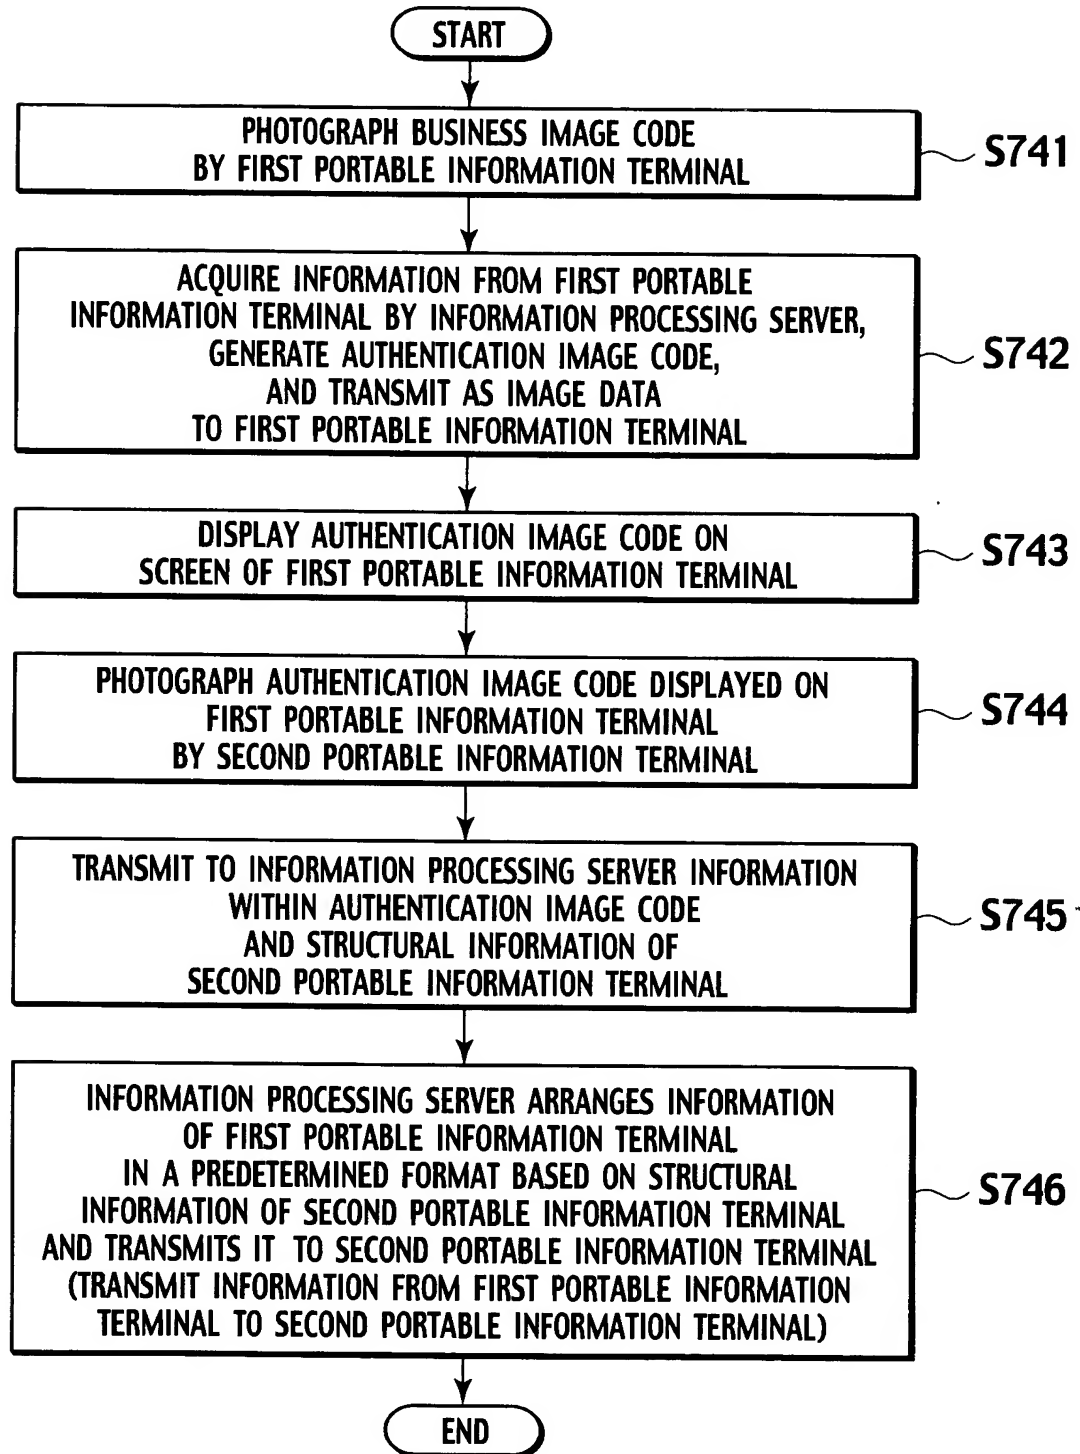 START
PHOTOGRAPH BUSINESS IMAGE CODE
BY FIRST PORTABLE INFORMATION TERMINAL
S741
ACQUIRE INFORMATION FROM FIRST PORTABLE
INFORMATION TERMINAL BY INFORMATION PROCESSING SERVER,
GENERATE AUTHENTICATION IMAGE CODE,
AND TRANSMIT AS IMAGE DATA
TO FIRST PORTABLE INFORMATION TERMINAL
S742
DISPLAY AUTHENTICATION IMAGE CODE ON
SCREEN OF FIRST PORTABLE INFORMATION TERMINAL
S743
PHOTOGRAPH AUTHENTICATION IMAGE CODE DISPLAYED ON
FIRST PORTABLE INFORMATION TERMINAL
BY SECOND PORTABLE INFORMATION TERMINAL
S744
TRANSMIT TO INFORMATION PROCESSING SERVER INFORMATION
WITHIN AUTHENTICATION IMAGE CODE
AND STRUCTURAL INFORMATION OF
SECOND PORTABLE INFORMATION TERMINAL
S745
INFORMATION PROCESSING SERVER ARRANGES INFORMATION
OF FIRST PORTABLE INFORMATION TERMINAL
IN A PREDETERMINED FORMAT BASED ON STRUCTURAL
INFORMATION OF SECOND PORTABLE INFORMATION TERMINAL
AND TRANSMITS IT TO SECOND PORTABLE INFORMATION TERMINAL
(TRANSMIT INFORMATION FROM FIRST PORTABLE INFORMATION
TERMINAL TO SECOND PORTABLE INFORMATION TERMINAL)
S746
END